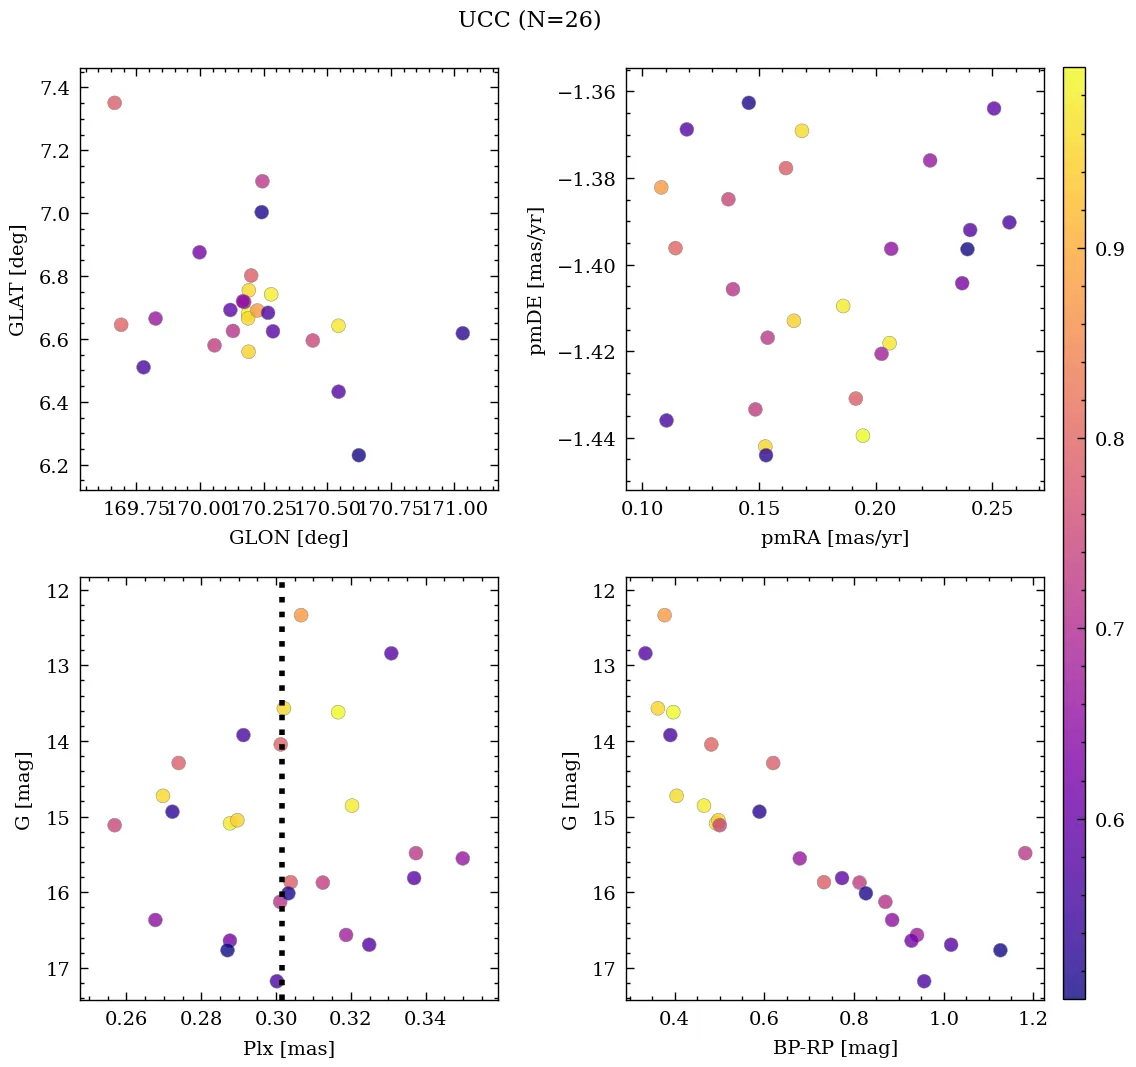 UCC (N=26)
7.4
7.2
7.0
6.8
6.6
6.4
6.2
GLAT [deg]
169.75 170.00 170.25 170.50 170.75 171.00
GLON [deg]
−1.36
−1.38
−1.40
−1.42
−1.44
pmDE [mas/yr]
0.10 0.15 0.20 0.25
pmRA [mas/yr]
0.9
0.8
0.7
0.6
12
13
14
15
16
17
G [mag]
0.26 0.28 0.30 0.32 0.34
Plx [mas]
12
13
14
15
16
17
G [mag]
0.4 0.6 0.8 1.0 1.2
BP-RP [mag]